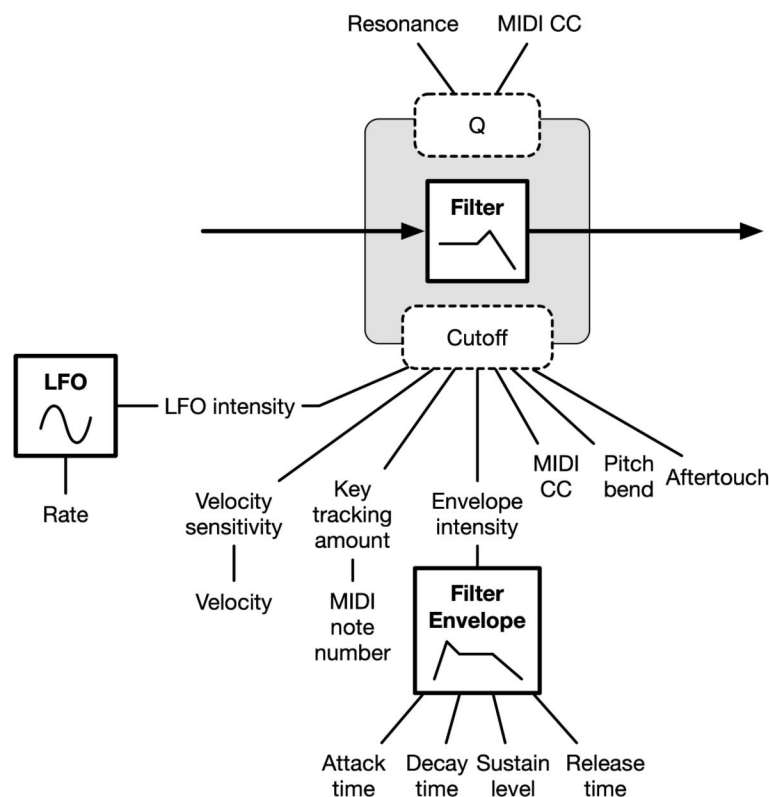 Resonance
MIDI CC
Q
Filter
Cutoff
LFO
LFO intensity
Rate
Velocity
sensitivity
Velocity
Key
tracking
amount
MIDI
note
number
Envelope
intensity
MIDI
CC
Pitch
bend
Aftertouch
Filter
Envelope
Attack
time
Decay
time
Sustain
level
Release
time